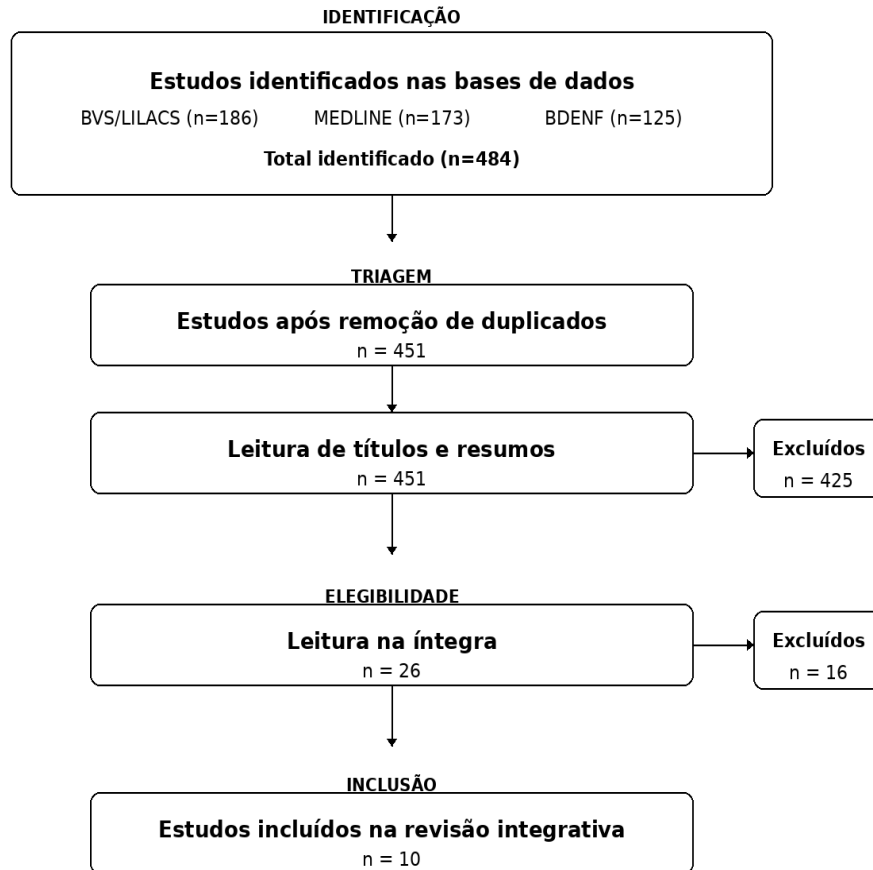 IDENTIFICAÇÃO
Estudos identificados nas bases de dados
BVS/LILACS (n=186) MEDLINE (n=173) BDENF (n=125)
Total identificado (n=484)
TRIAGEM
Estudos após remoção de duplicados
n = 451
Leitura de títulos e resumos
n = 451
Excluídos
n = 425
ELEGIBILIDADE
Leitura na íntegra
n = 26
Excluídos
n = 16
INCLUSÃO
Estudos incluídos na revisão integrativa
n = 10